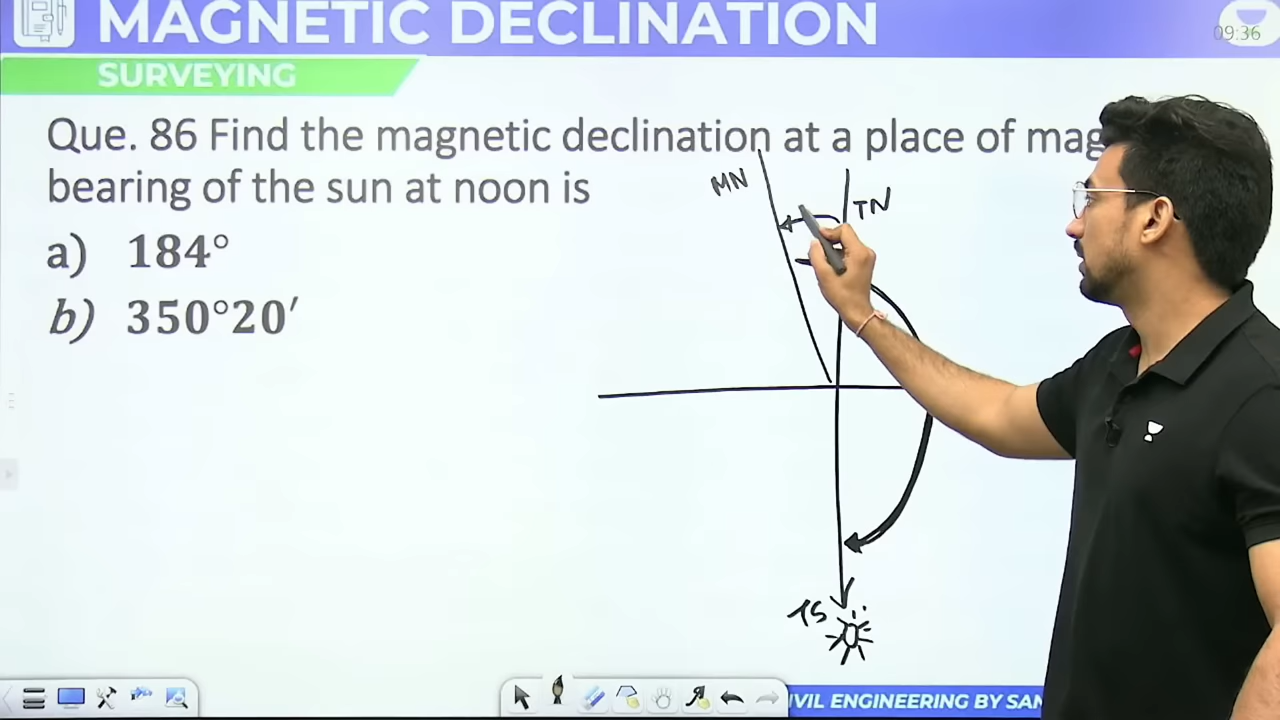 MAGNETIC DECLINATION
09:36
SURVEYING
Que. 86 Find the magnetic declination at a place of mag
bearing of the sun at noon is
MN
TN
a) 184°
b) 350°20′
TS
IVIL ENGINEERING BY SAN